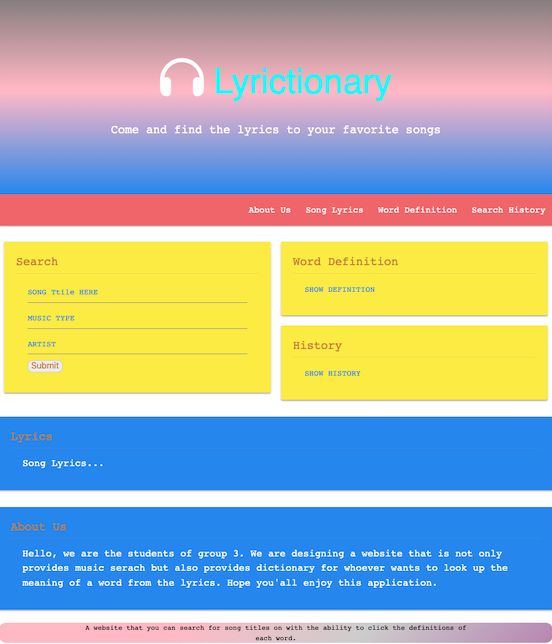 Lyrictionary
Come and find the lyrics to your favorite songs
About Us Song Lyrics Word Definition Search History
Search
SONG Ttile HERE
MUSIC TYPE
ARTIST
Submit
Word Definition
SHOW DEFINITION
History
SHOW HISTORY
Lyrics
Song Lyrics...
About Us
Hello, we are the students of group 3. We are designing a website that is not only
provides music serach but also provides dictionary for whoever wants to look up the
meaning of a word from the lyrics. Hope you'all enjoy this application.
A website that you can search for song titles on with the ability to click the definitions of
each word.